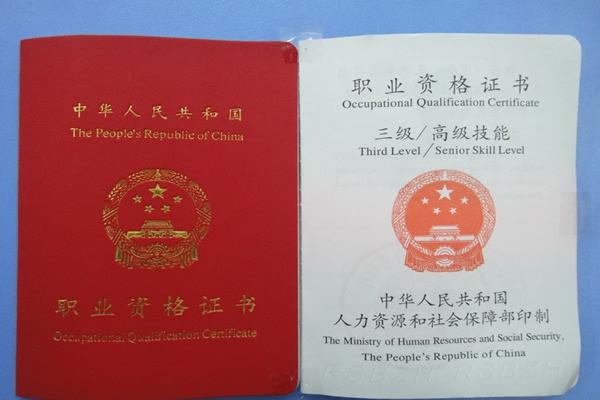 中华人民共和国
The People's Republic of China
职业资格证书
Occupational Qualification Certificate
职业资格证书
Occupational Qualification Certificate
三级/高级技能
Third Level/Senior Skill Level
中华人民共和国
人力资源和社会保障部印制
The Ministry of Human Resources and Social Security,
The People's Republic of China